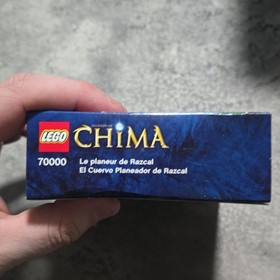 LEGO CHIMA
70000
Le planeur de Razcal
El Cuervo Planeador de Razcal